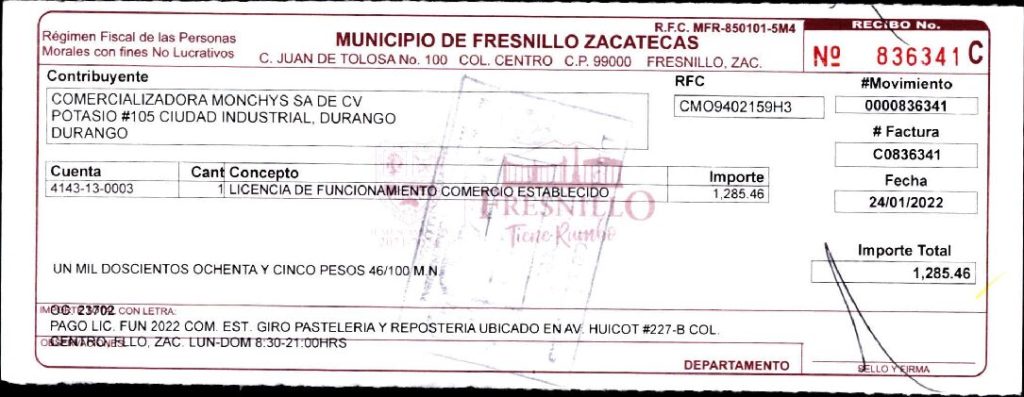 Régimen Fiscal de las Personas
Morales con fines No Lucrativos
R.F.C. MFR-850101-5M4
MUNICIPIO DE FRESNILLO ZACATECAS
C. JUAN DE TOLOSA No. 100 COL. CENTRO C.P. 99000 FRESNILLO, ZAC.
RECIBO No.
Nº 836341 C
Contribuyente
COMERCIALIZADORA MONCHYS SA DE CV
POTASIO #105 CIUDAD INDUSTRIAL, DURANGO
DURANGO
RFC
CMO9402159H3
#Movimiento
0000836341
# Factura
C0836341
Fecha
24/01/2022
Cuenta Cant Concepto Importe
4143-13-0003 1 LICENCIA DE FUNCIONAMIENTO COMERCIO ESTABLECIDO 1,285.46
FRESNILLO
Tiene Rumbo
Importe Total
1,285.46
UN MIL DOSCIENTOS OCHENTA Y CINCO PESOS 46/100 M.N.
IMPORTE CON LETRA:
OG 23702
PAGO LIC. FUN 2022 COM. EST. GIRO PASTELERIA Y REPOSTERIA UBICADO EN AV. HUICOT #227-B COL.
OBSERVACIONES
CENTRO, ZAC. LUN-DOM 8:30-21:00HRS
DEPARTAMENTO
SELLO Y FIRMA